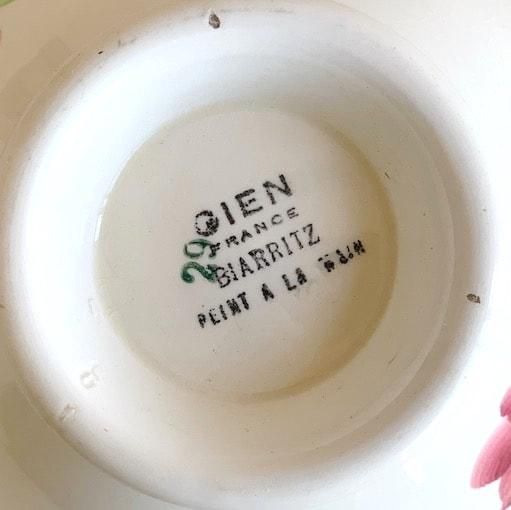 GIEN
FRANCE
BIARRITZ
PEINT A LA MAIN
29